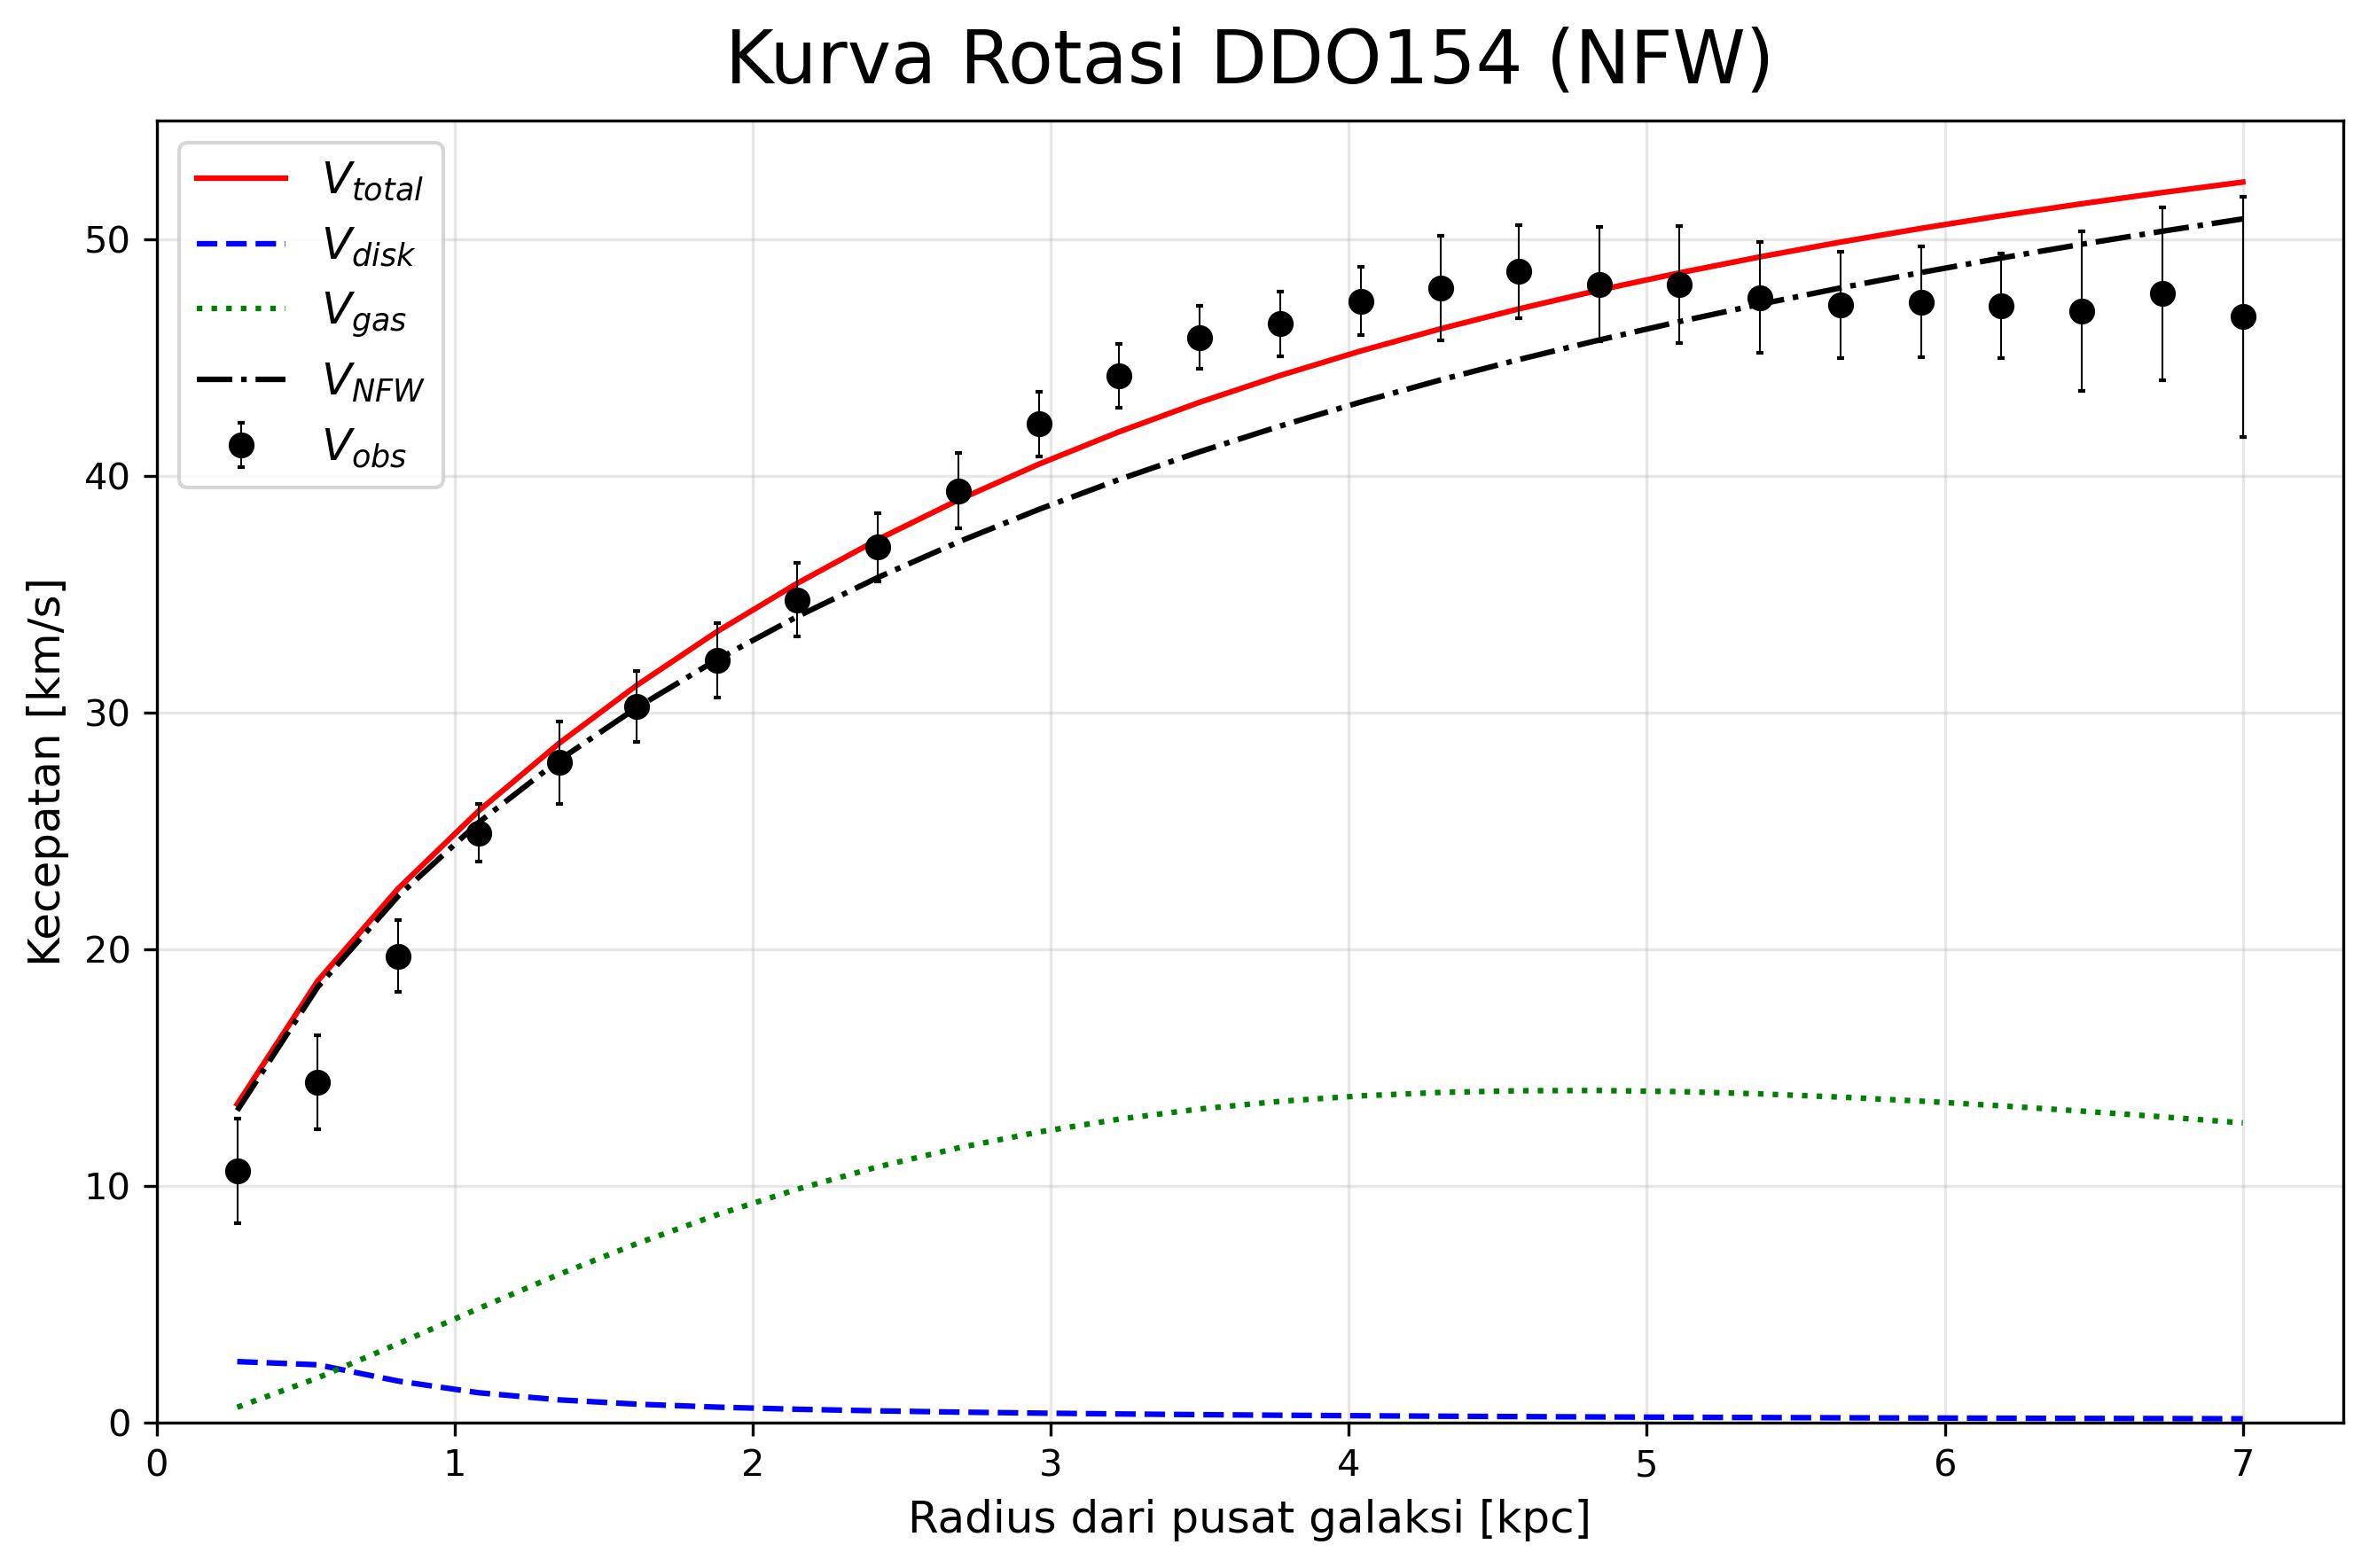 Kurva Rotasi DDO154 (NFW)
V_total
V_disk
V_gas
V_NFW
V_obs
50
40
30
20
10
0
Kecepatan [km/s]
0 1 2 3 4 5 6 7
Radius dari pusat galaksi [kpc]